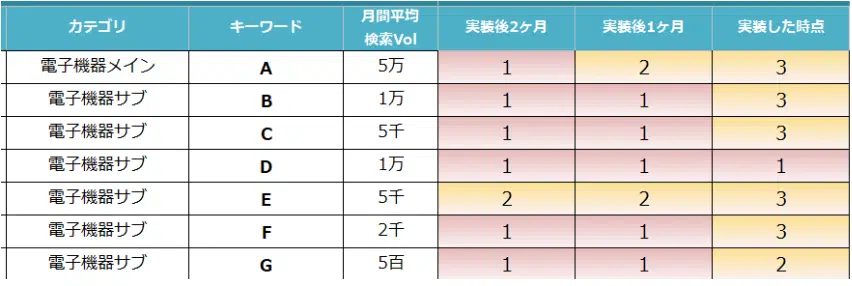 カテゴリ キーワード 月間平均検索Vol 実装後2ヶ月 実装後1ヶ月 実装した時点
電子機器メイン A 5万 1 2 3
電子機器サブ B 1万 1 1 3
電子機器サブ C 5千 1 1 3
電子機器サブ D 1万 1 1 1
電子機器サブ E 5千 2 2 3
電子機器サブ F 2千 1 1 3
電子機器サブ G 5百 1 1 2